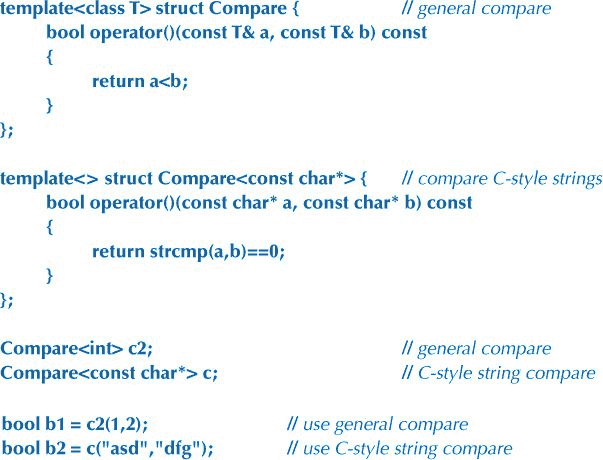 template<class T> struct Compare { // general compare
bool operator()(const T& a, const T& b) const
{
return a<b;
}
};
template<> struct Compare<const char*> { // compare C-style strings
bool operator()(const char* a, const char* b) const
{
return strcmp(a,b)==0;
}
};
Compare<int> c2; // general compare
Compare<const char*> c; // C-style string compare
bool b1 = c2(1,2); // use general compare
bool b2 = c("asd","dfg"); // use C-style string compare